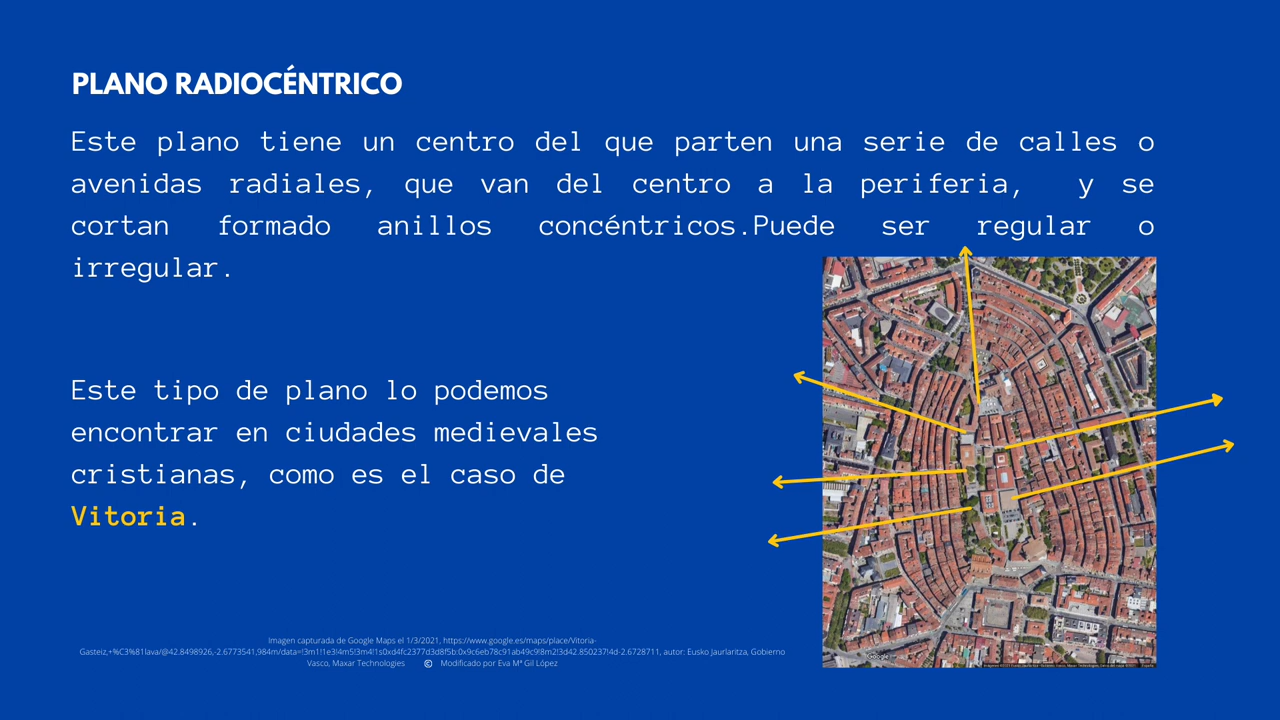 PLANO RADIOCÉNTRICO
Este plano tiene un centro del que parten una serie de calles o
avenidas radiales, que van del centro a la periferia, y se
cortan formado anillos concéntricos.Puede ser regular o
irregular.
Este tipo de plano lo podemos
encontrar en ciudades medievales
cristianas, como es el caso de
Vitoria.
Imagen capturada de Google Maps el 1/3/2021, https://www.google.es/maps/place/Vitoria-
Gasteiz,+%C3%81lava/@42.8498926,-2.6773541,984m/data=!3m1!1e3!4m5!3m4!1s0xd4fc2377d3d8f5b:0x9c6eb78c91ab49c9!8m2!3d42.850237!4d-2.6728711, autor: Eusko Jaurlaritza, Gobierno
Vasco, Maxar Technologies © Modificado por Eva Mª Gil López
Google